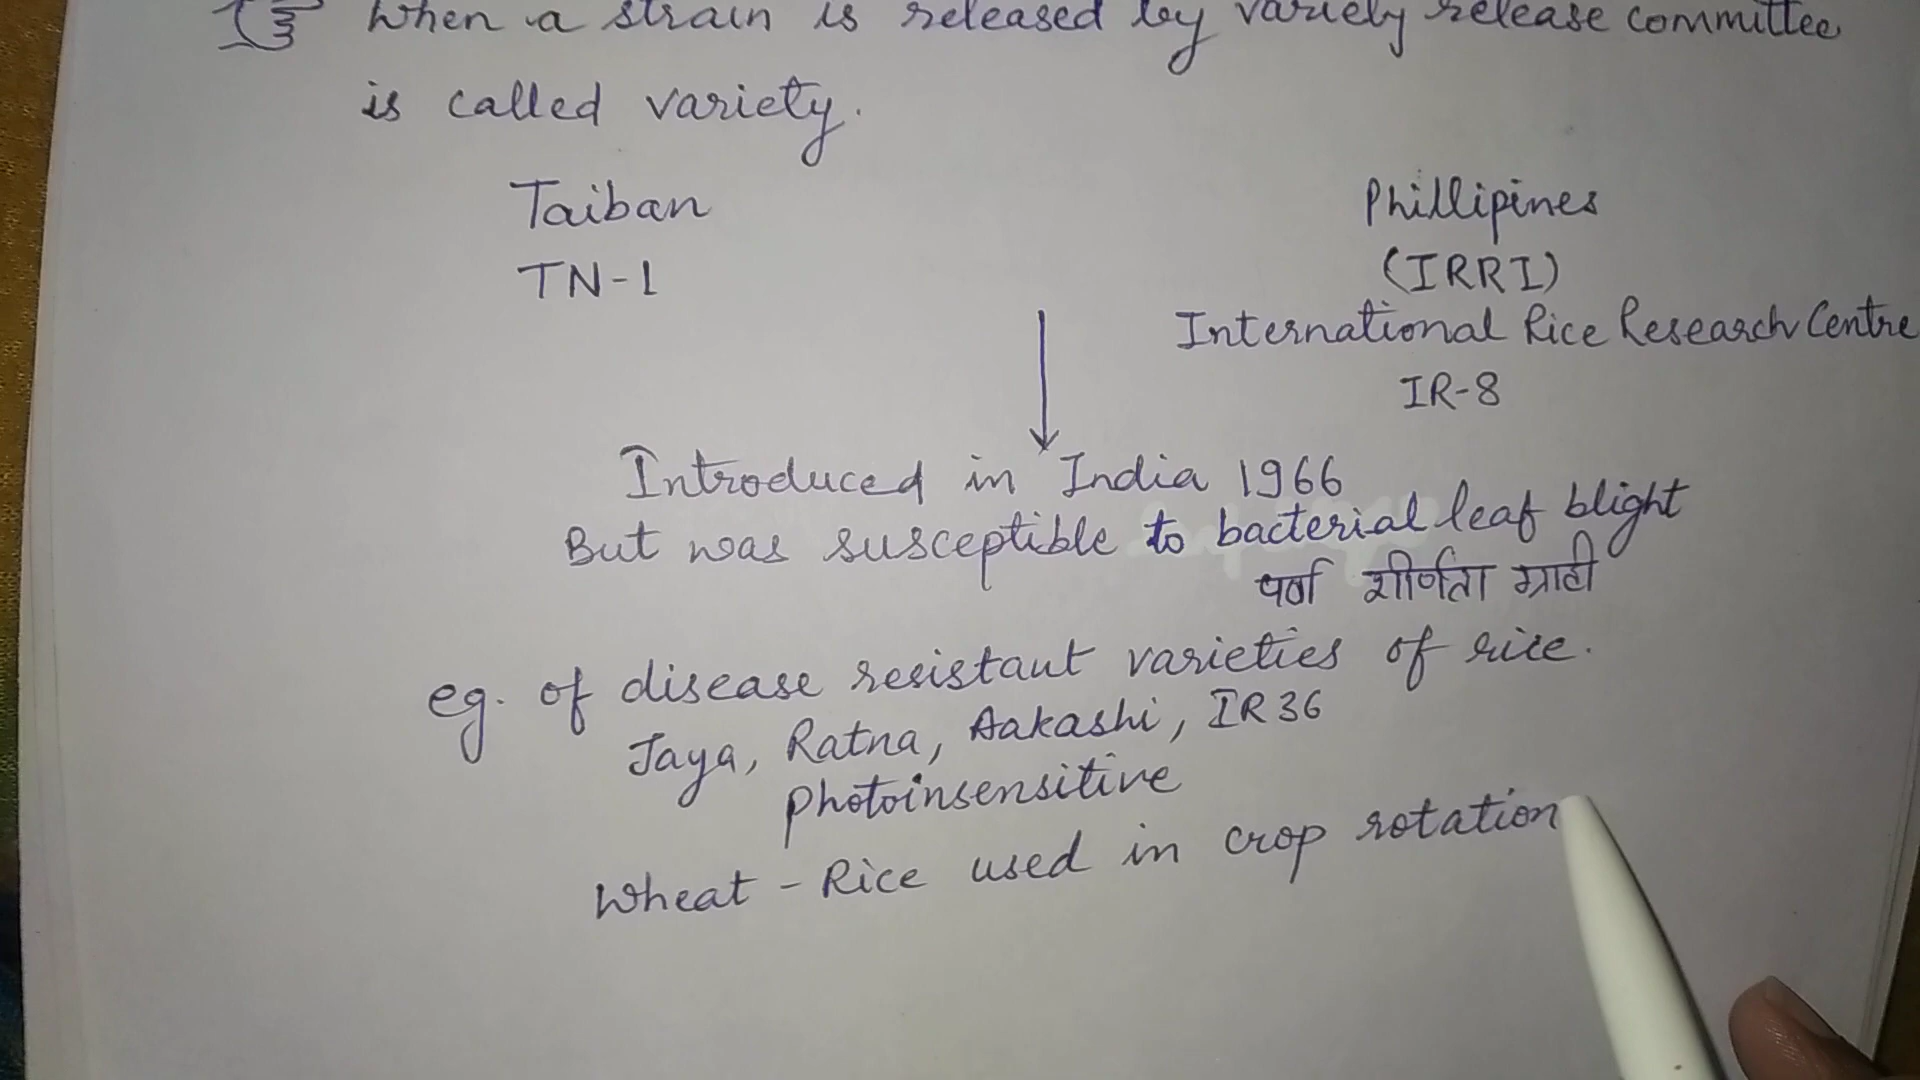 When a strain is released by variety release committee
is called variety.
Taiban
TN-1
Phillipines
(IRRI)
International Rice Research Centre
IR-8
Introduced in India 1966
But was susceptible to bacterial leaf blight
पर्ण शीर्णता ग्राही
eg. of disease resistant varieties of rice.
Jaya, Ratna, Aakashi, IR36
Photoinsensitive
Wheat - Rice used in crop rotation